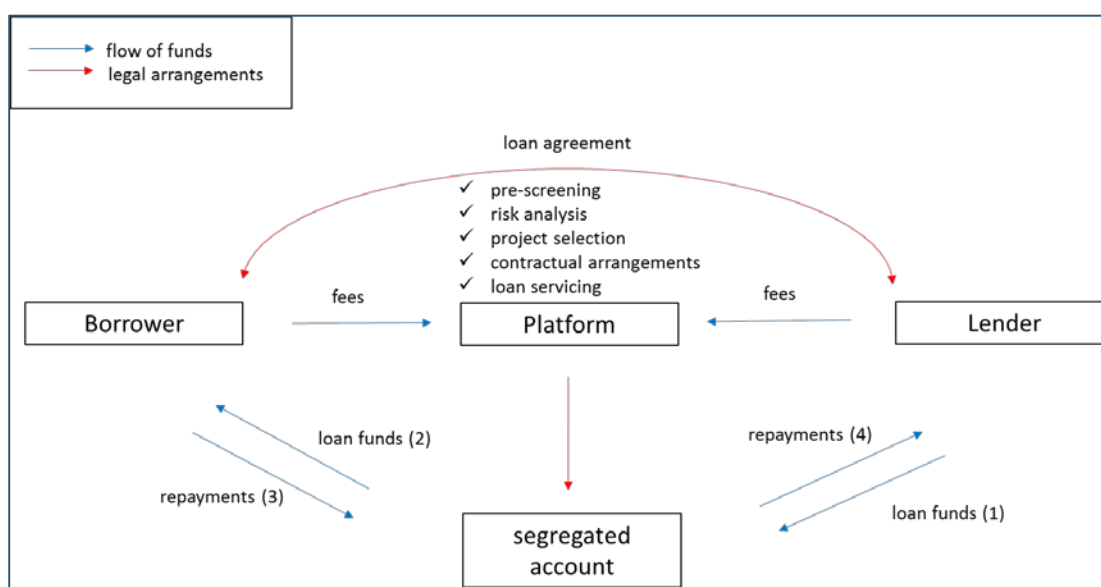 flow of funds
legal arrangements
loan agreement
✓ pre-screening
✓ risk analysis
✓ project selection
✓ contractual arrangements
✓ loan servicing
fees
fees
Borrower
Platform
Lender
loan funds (2)
repayments (4)
repayments (3)
loan funds (1)
segregated
account